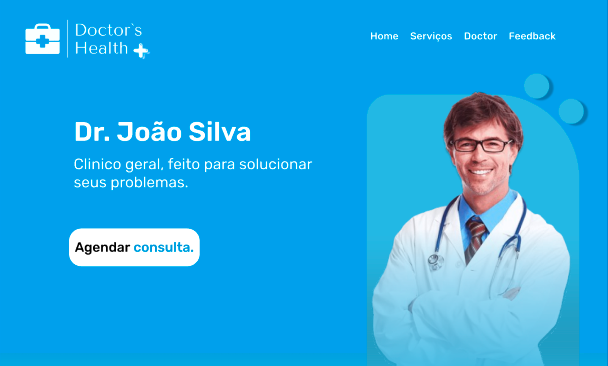 Doctor`s
Health
Home Serviços Doctor Feedback
Dr. João Silva
Clinico geral, feito para solucionar
seus problemas.
Agendar consulta.